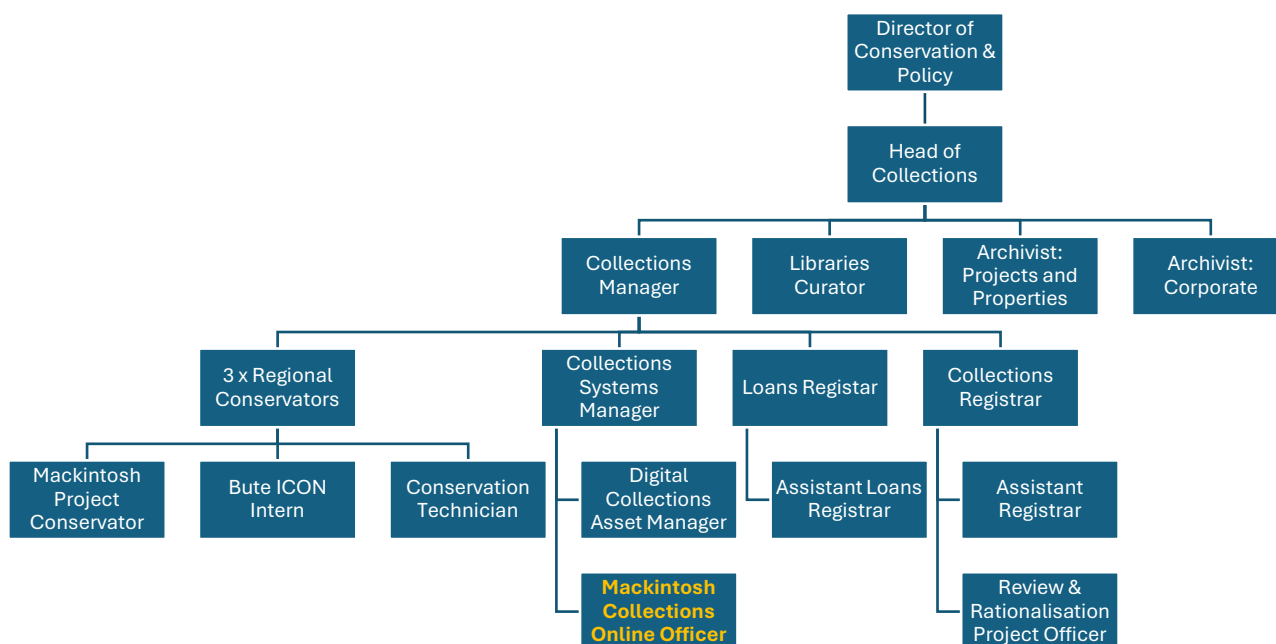 Director of
Conservation &
Policy
Head of
Collections
Collections
Manager
Libraries
Curator
Archivist:
Projects and
Properties
Archivist:
Corporate
3 x Regional
Conservators
Collections
Systems
Manager
Loans Registar
Collections
Registrar
Mackintosh
Project
Conservator
Bute ICON
Intern
Conservation
Technician
Digital
Collections
Asset Manager
Assistant Loans
Registrar
Assistant
Registrar
Mackintosh
Collections
Online Officer
Review &
Rationalisation
Project Officer